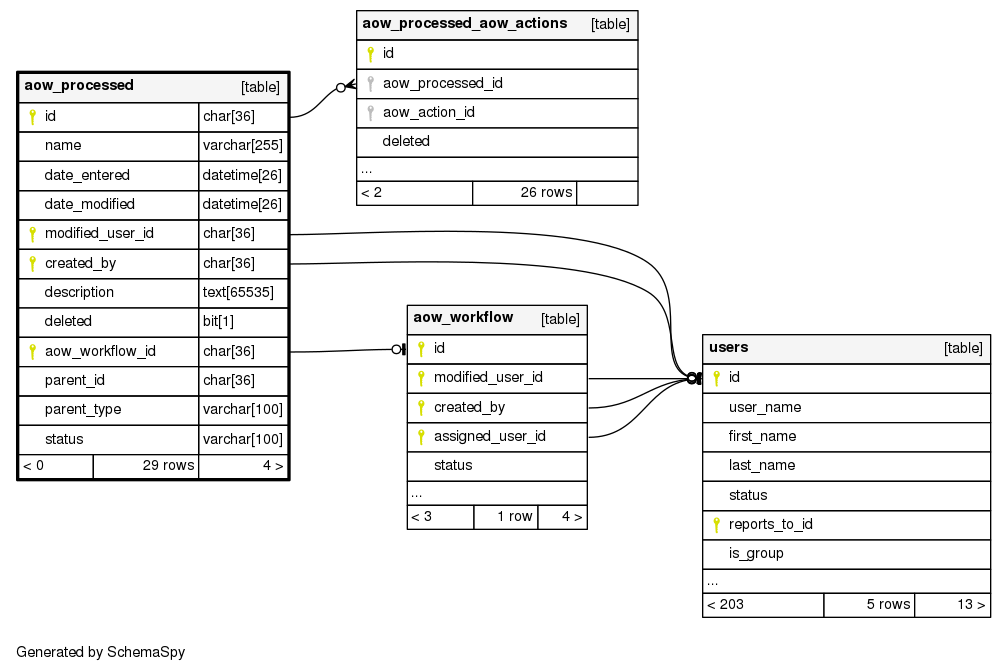 aow_processed_aow_actions [table]
id
aow_processed_id
aow_action_id
deleted
...
< 2 26 rows
aow_processed [table]
id char[36]
name varchar[255]
date_entered datetime[26]
date_modified datetime[26]
modified_user_id char[36]
created_by char[36]
description text[65535]
deleted bit[1]
aow_workflow_id char[36]
parent_id char[36]
parent_type varchar[100]
status varchar[100]
< 0 29 rows 4 >
aow_workflow [table]
id
modified_user_id
created_by
assigned_user_id
status
...
< 3 1 row 4 >
users [table]
id
user_name
first_name
last_name
status
reports_to_id
is_group
...
< 203 5 rows 13 >
Generated by SchemaSpy